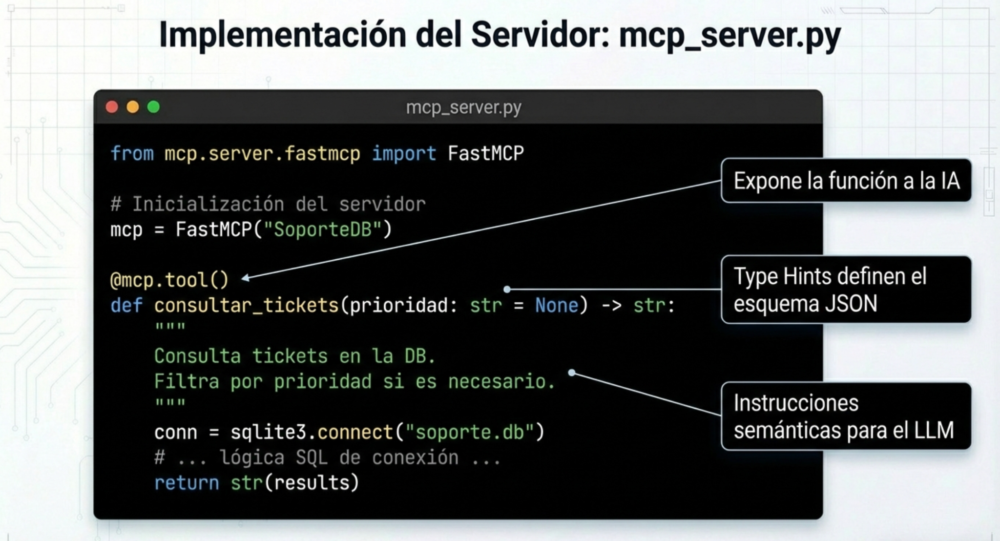 Implementación del Servidor: mcp_server.py
mcp_server.py
from mcp.server.fastmcp import FastMCP
# Inicialización del servidor
mcp = FastMCP("SoporteDB")
@mcp.tool()
def consultar_tickets(prioridad: str = None) -> str:
    """
    Consulta tickets en la DB.
    Filtra por prioridad si es necesario.
    """
    conn = sqlite3.connect("soporte.db")
    # ... lógica SQL de conexión ...
    return str(results)
Expone la función a la IA
Type Hints definen el
esquema JSON
Instrucciones
semánticas para el LLM